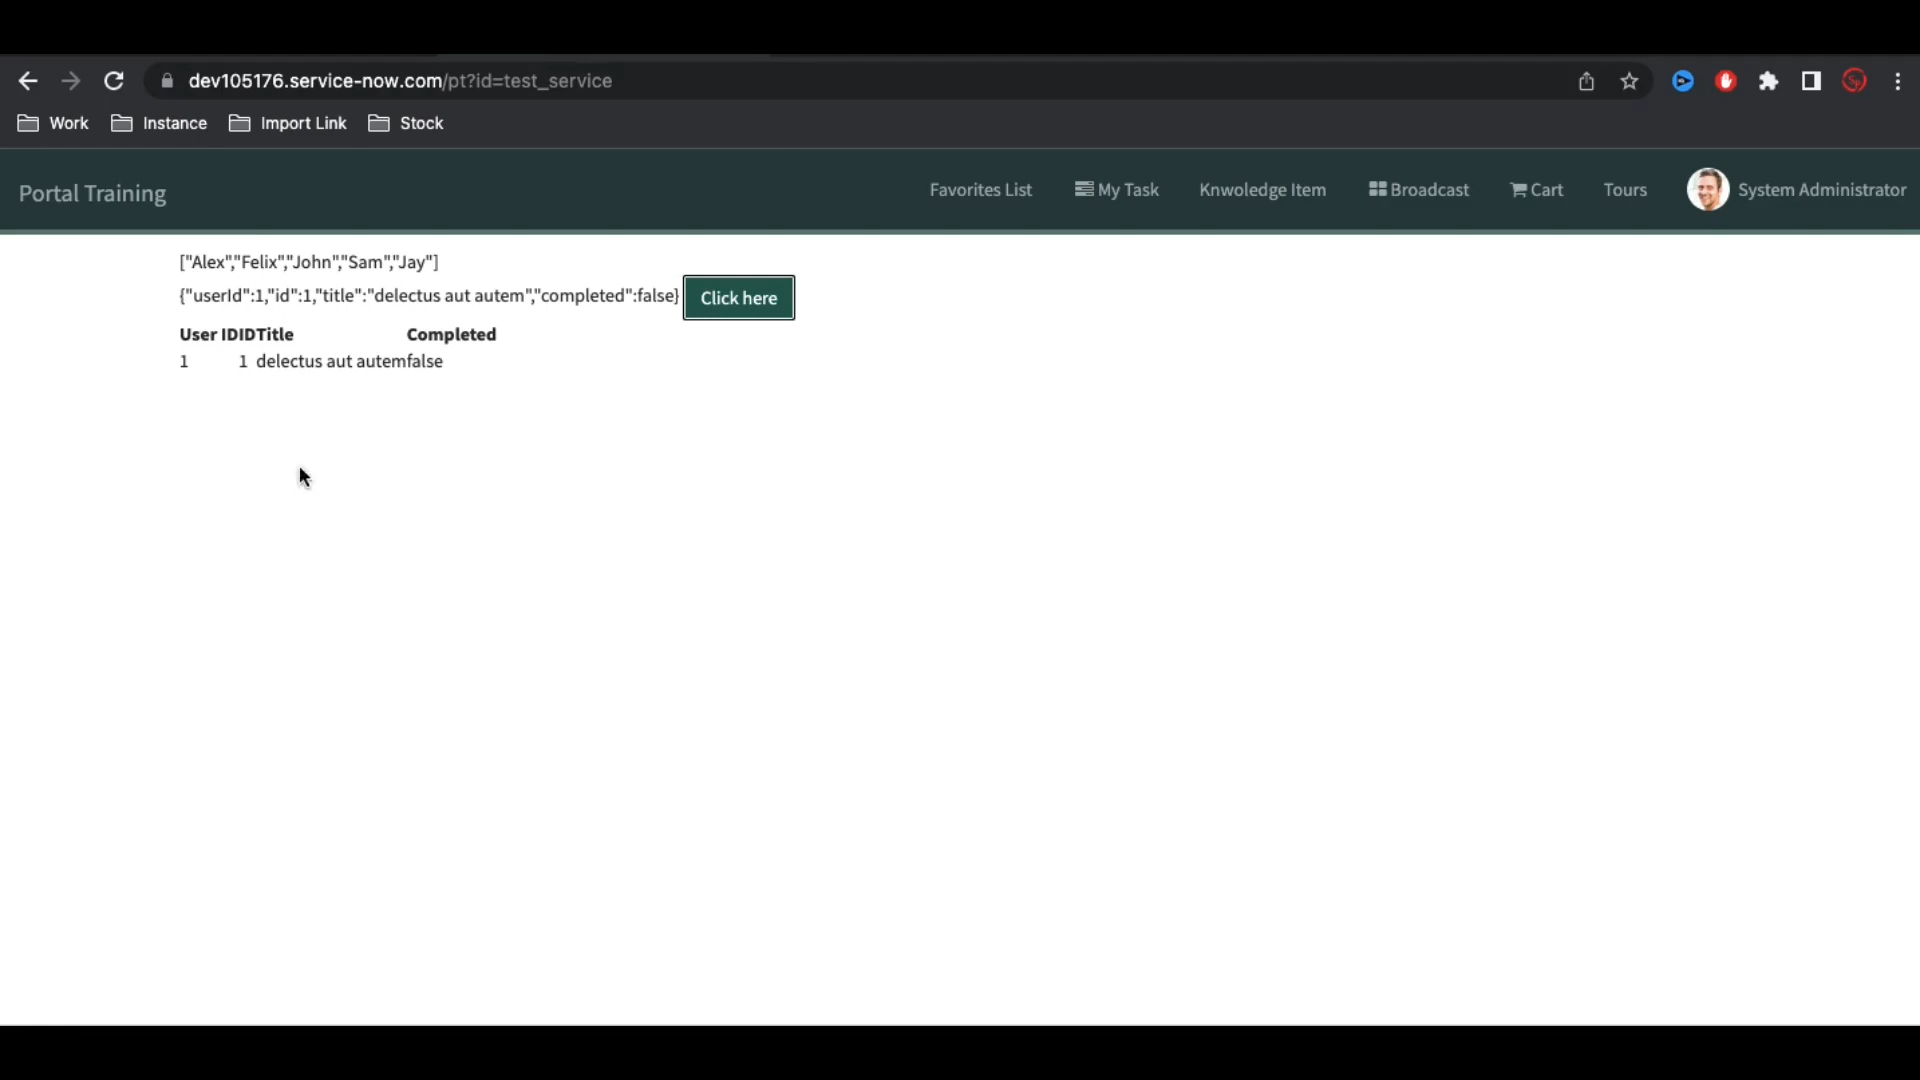 dev105176.service-now.com/pt?id=test_service
Work Instance Import Link Stock
Portal Training Favorites List My Task Knwoledge Item Broadcast Cart Tours System Administrator
["Alex","Felix","John","Sam","Jay"]
{"userId":1,"id":1,"title":"delectus aut autem","completed":false} Click here
User IDIDTitle Completed
1 1 delectus aut autemfalse